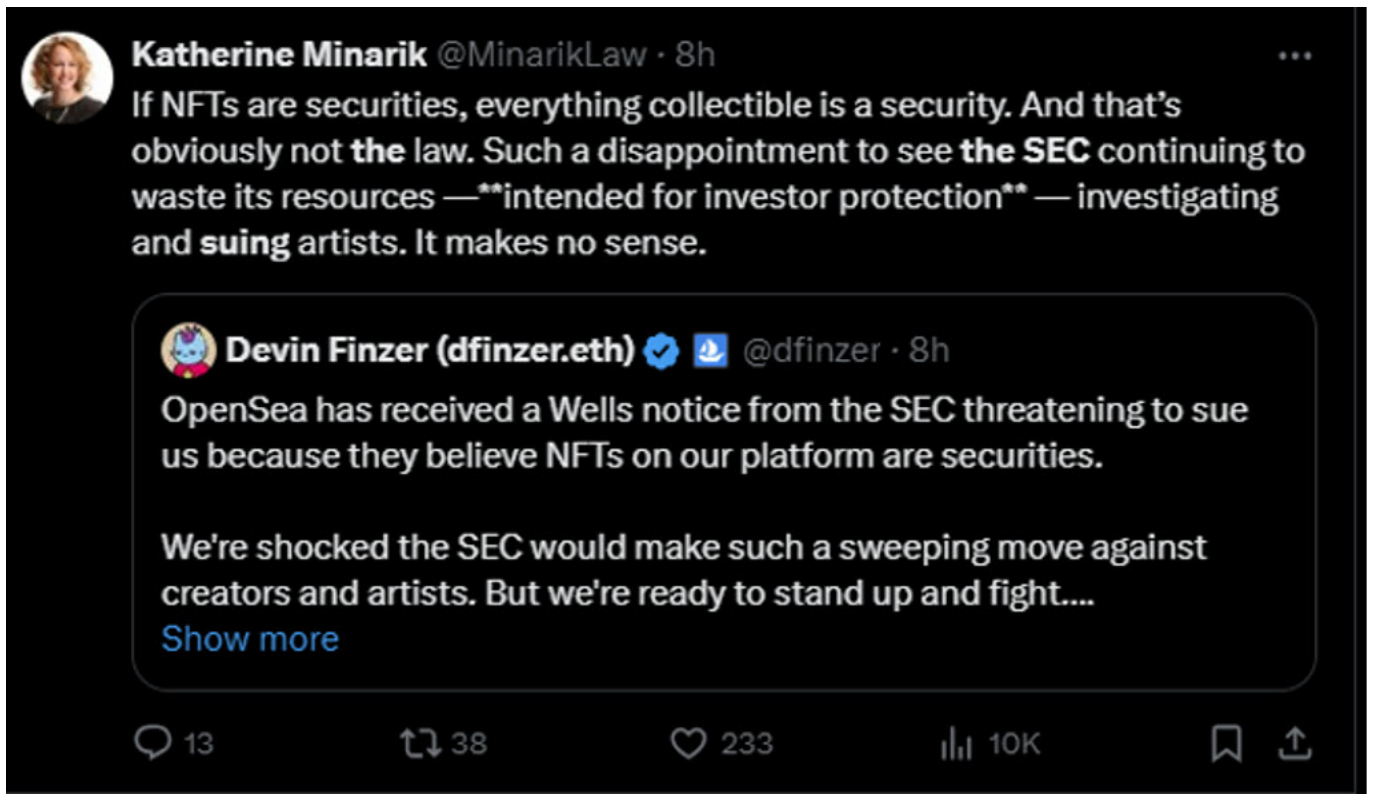 Katherine Minarik @MinarikLaw · 8h
If NFTs are securities, everything collectible is a security. And that’s
obviously not the law. Such a disappointment to see the SEC continuing to
waste its resources —**intended for investor protection** — investigating
and suing artists. It makes no sense.
Devin Finzer (dfinzer.eth) @dfinzer · 8h
OpenSea has received a Wells notice from the SEC threatening to sue
us because they believe NFTs on our platform are securities.
We're shocked the SEC would make such a sweeping move against
creators and artists. But we're ready to stand up and fight....
Show more
13 38 233 10K